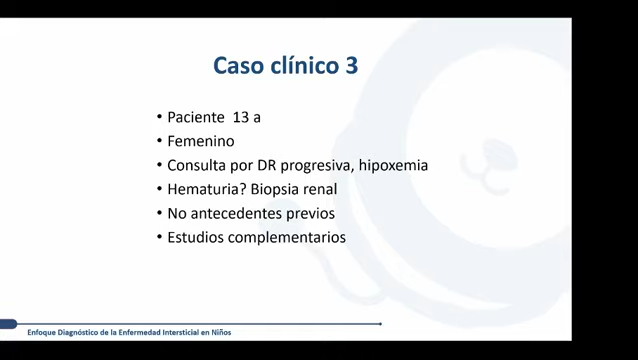 Caso clínico 3
• Paciente 13 a
• Femenino
• Consulta por DR progresiva, hipoxemia
• Hematuria? Biopsia renal
• No antecedentes previos
• Estudios complementarios
Enfoque Diagnóstico de la Enfermedad Intersticial en Niños